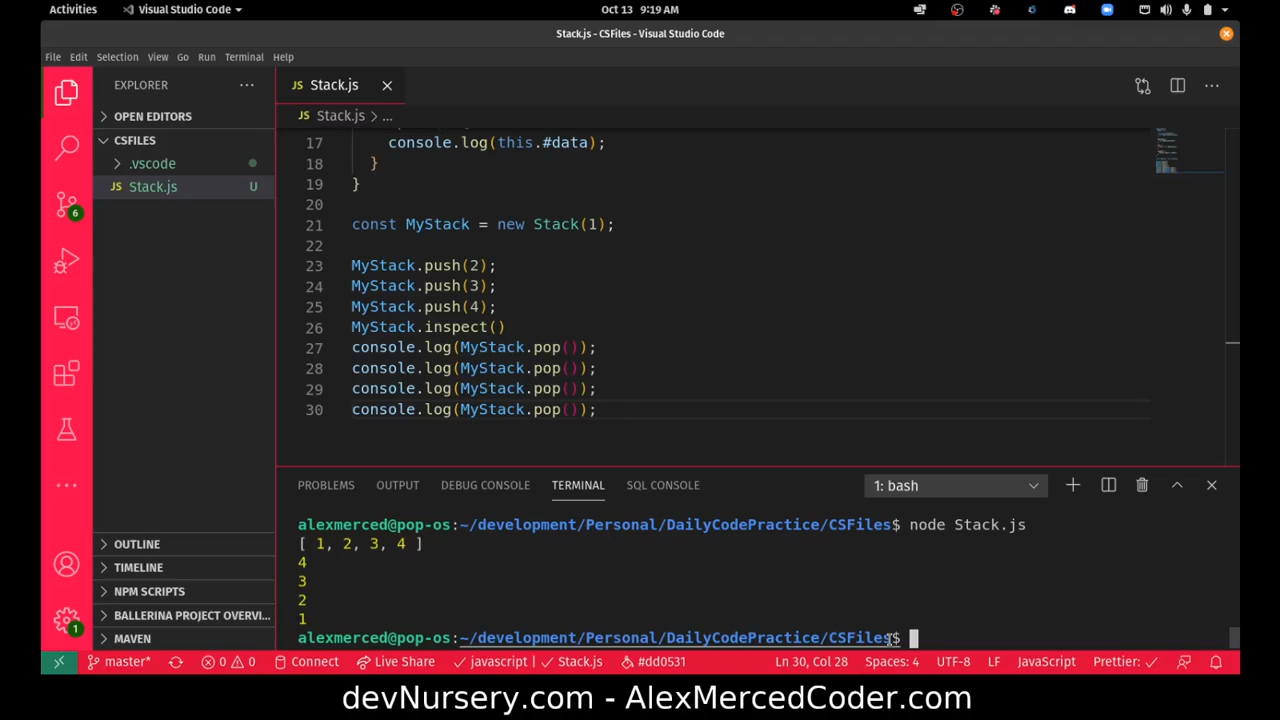 Activities
Visual Studio Code
Oct 13 9:19 AM
Stack.js - CSFiles - Visual Studio Code
File Edit Selection View Go Run Terminal Help
EXPLORER
OPEN EDITORS
CSFILES
.vscode
JS Stack.js U
6
OUTLINE
TIMELINE
NPM SCRIPTS
BALLERINA PROJECT OVERVI...
MAVEN
1
JS Stack.js
JS Stack.js > ...
17 console.log(this.#data);
18 }
19 }
20
21 const MyStack = new Stack(1);
22
23 MyStack.push(2);
24 MyStack.push(3);
25 MyStack.push(4);
26 MyStack.inspect()
27 console.log(MyStack.pop());
28 console.log(MyStack.pop());
29 console.log(MyStack.pop());
30 console.log(MyStack.pop());
PROBLEMS OUTPUT DEBUG CONSOLE TERMINAL SQL CONSOLE 1: bash
alexmerced@pop-os:~/development/Personal/DailyCodePractice/CSFiles$ node Stack.js
[ 1, 2, 3, 4 ]
4
3
2
1
alexmerced@pop-os:~/development/Personal/DailyCodePractice/CSFiles$
master* 0 0 Connect Live Share javascript | Stack.js #dd0531 Ln 30, Col 28 Spaces: 4 UTF-8 LF JavaScript Prettier:
devNursery.com - AlexMercedCoder.com